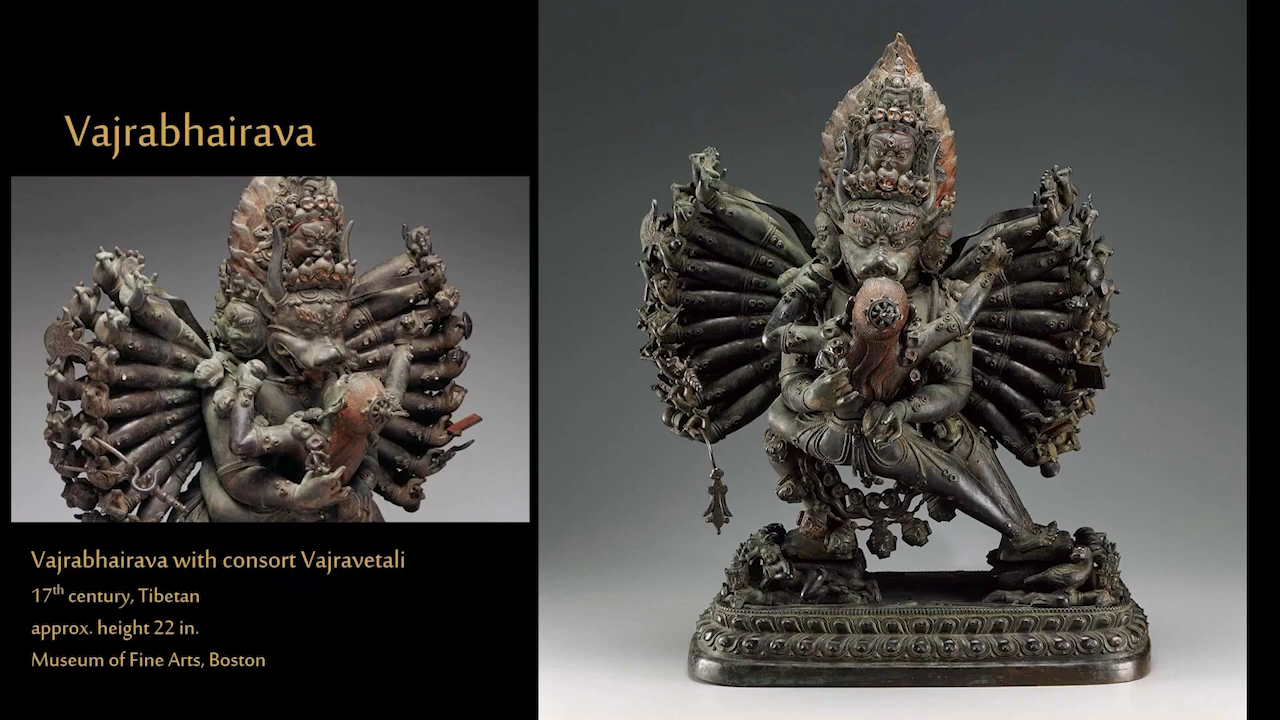 Vajrabhairava
Vajrabhairava with consort Vajravetali
17th century, Tibetan
approx. height 22 in.
Museum of Fine Arts, Boston